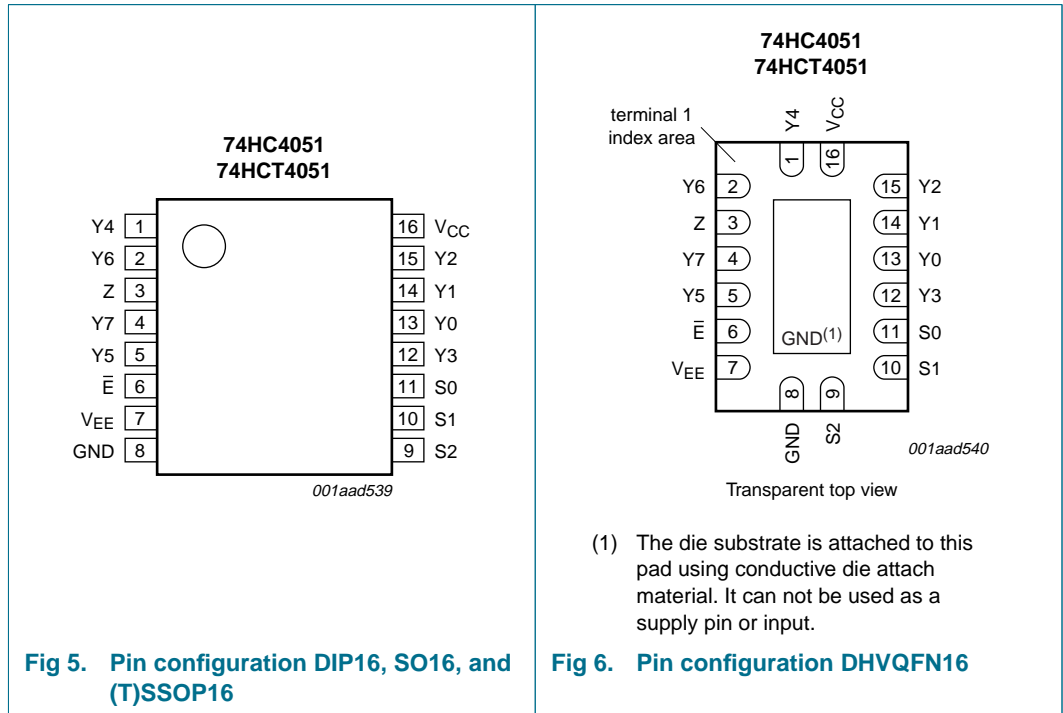 74HC4051
74HCT4051
Y4 1
Y6 2
Z 3
Y7 4
Y5 5
E̅ 6
VEE 7
GND 8
16 VCC
15 Y2
14 Y1
13 Y0
12 Y3
11 S0
10 S1
9 S2
001aad539
Fig 5. Pin configuration DIP16, SO16, and
(T)SSOP16
74HC4051
74HCT4051
terminal 1
index area
Y4
VCC
1
16
Y6 2
Z 3
Y7 4
Y5 5
E̅ 6
VEE 7
15 Y2
14 Y1
13 Y0
12 Y3
11 S0
10 S1
GND(1)
8
9
GND
S2
001aad540
Transparent top view
(1) The die substrate is attached to this
pad using conductive die attach
material. It can not be used as a
supply pin or input.
Fig 6. Pin configuration DHVQFN16